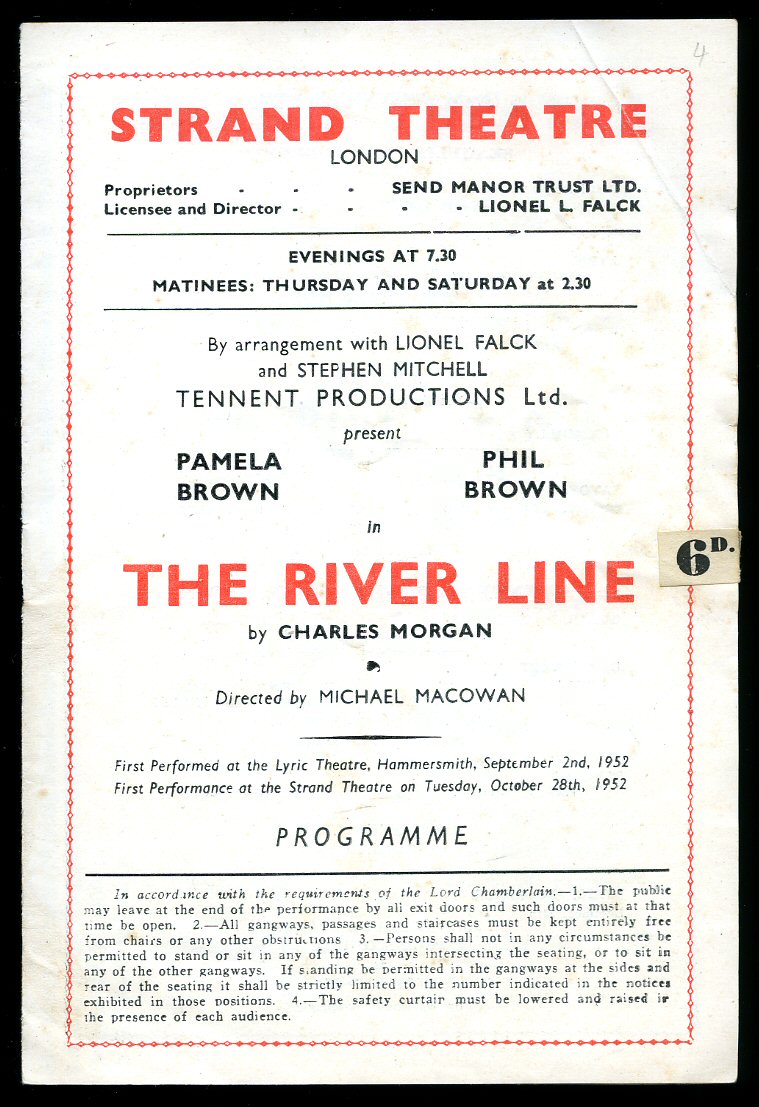 4
STRAND THEATRE
LONDON
Proprietors - - - SEND MANOR TRUST LTD.
Licensee and Director - - - - LIONEL L. FALCK
EVENINGS AT 7.30
MATINEES: THURSDAY AND SATURDAY at 2.30
By arrangement with LIONEL FALCK
and STEPHEN MITCHELL
TENNENT PRODUCTIONS Ltd.
present
PAMELA BROWN
PHIL BROWN
in
6D.
THE RIVER LINE
by CHARLES MORGAN
Directed by MICHAEL MACOWAN
First Performed at the Lyric Theatre, Hammersmith, September 2nd, 1952
First Performance at the Strand Theatre on Tuesday, October 28th, 1952
PROGRAMME
In accordance with the requirements of the Lord Chamberlain.—1.—The public
may leave at the end of the performance by all exit doors and such doors must at that
time be open. 2.—All gangways, passages and staircases must be kept entirely free
from chairs or any other obstructions 3.—Persons shall not in any circumstances be
permitted to stand or sit in any of the gangways intersecting the seating, or to sit in
any of the other gangways. If standing be permitted in the gangways at the sides and
rear of the seating it shall be strictly limited to the number indicated in the notices
exhibited in those positions. 4.—The safety curtain must be lowered and raised in
the presence of each audience.